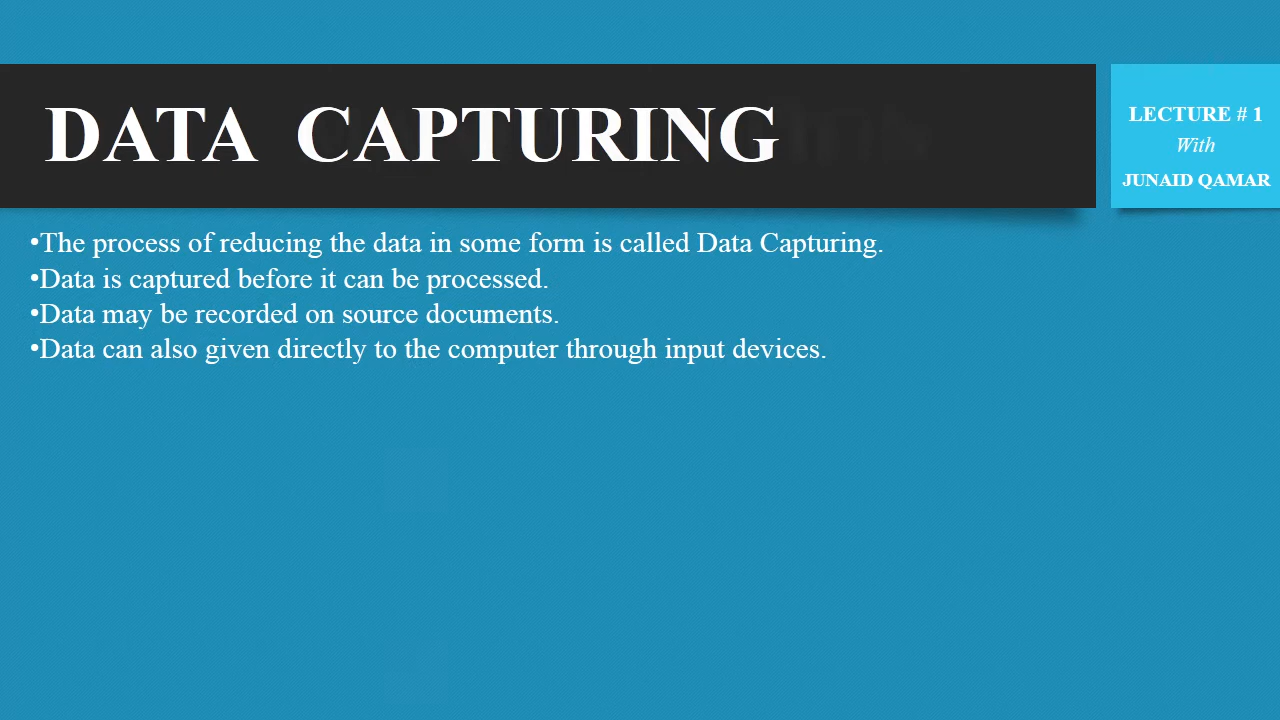 DATA CAPTURING
LECTURE # 1
With
JUNAID QAMAR
•The process of reducing the data in some form is called Data Capturing.
•Data is captured before it can be processed.
•Data may be recorded on source documents.
•Data can also given directly to the computer through input devices.